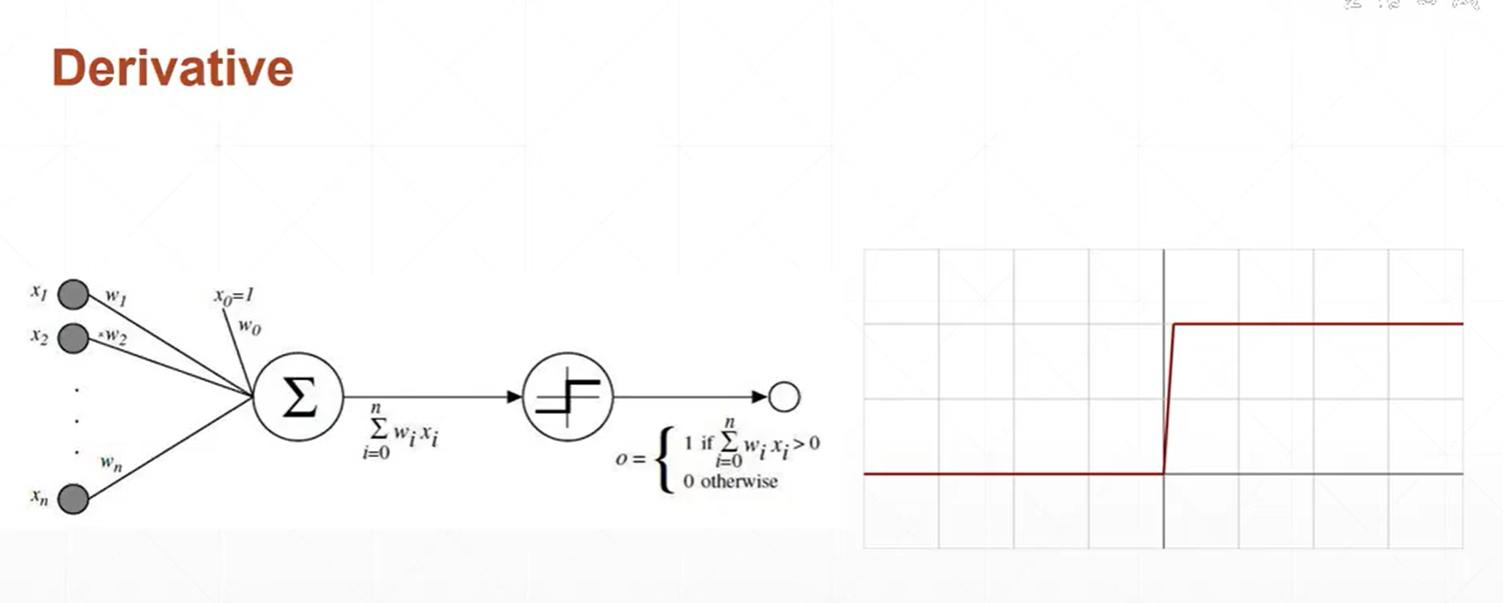 Derivative
x1 w1 x0=1
x2 w2 w0
Σ
n
Σ wi xi
i=0
n
o = { 1 if Σ wi xi > 0
i=0
0 otherwise
wn
xn